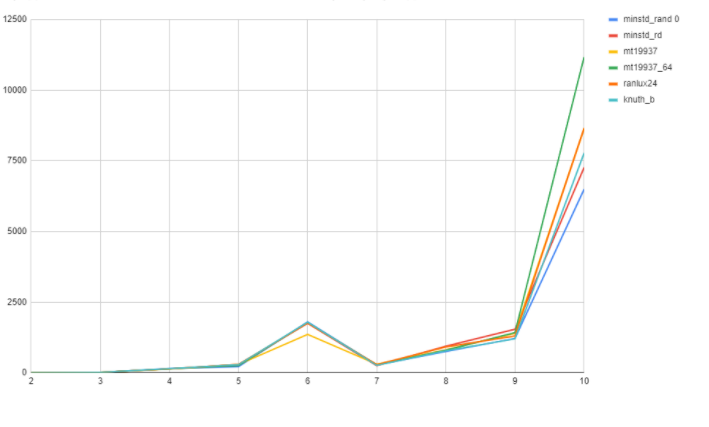 12500
10000
7500
5000
2500
0
2 3 4 5 6 7 8 9 10
minstd_rand 0
minstd_rd
mt19937
mt19937_64
ranlux24
knuth_b